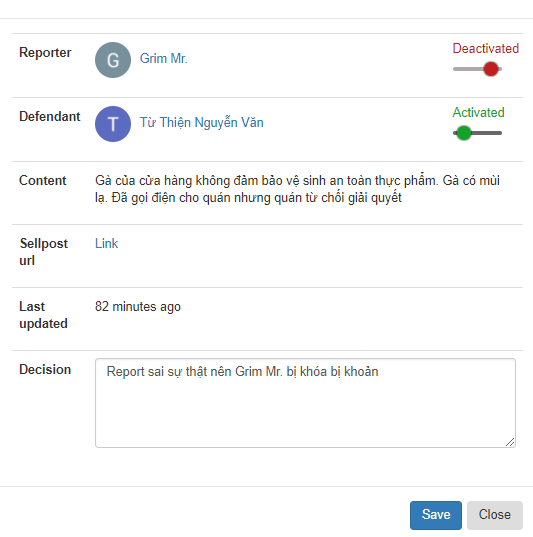 Deactivated
Reporter
G
Grim Mr.
Activated
Defendant
T
Từ Thiện Nguyễn Văn
Content
Gà của cửa hàng không đảm bảo vệ sinh an toàn thực phẩm. Gà có mùi
lạ. Đã gọi điện cho quán nhưng quán từ chối giải quyết
Sellpost
url
Link
Last
updated
82 minutes ago
Decision
Report sai sự thật nên Grim Mr. bị khóa bị khoản
Save
Close